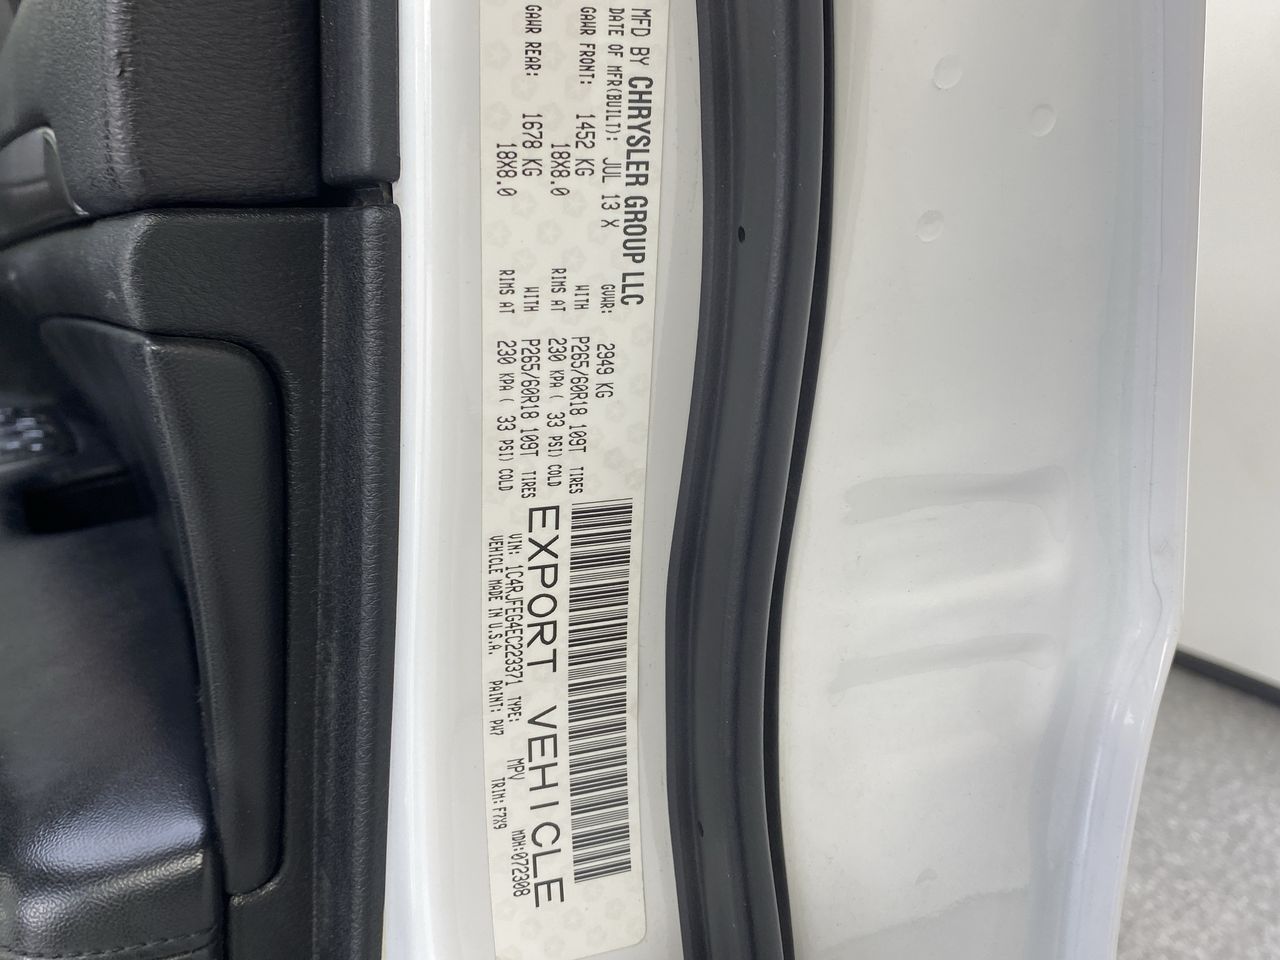 MFD BY CHRYSLER GROUP LLC
DATE OF MFR(BUILT): JUL 13 X GVWR: 2949 KG
GAWR FRONT: 1452 KG WITH P265/60R18 109T TIRES
18X8.0 RIMS AT 230 KPA ( 33 PSI) COLD
GAWR REAR: 1678 KG WITH P265/60R18 109T TIRES
18X8.0 RIMS AT 230 KPA ( 33 PSI) COLD
EXPORT VEHICLE
VIN: 1C4RJFEG4EC223371 TYPE: MPV MDH:072308
VEHICLE MADE IN U.S.A. PAINT: PW7 TRIM: F7X9